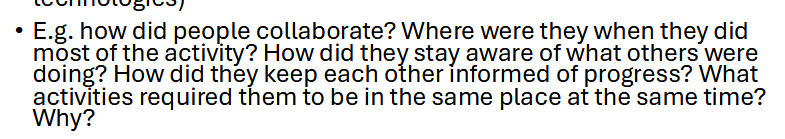 technologies)
• E.g. how did people collaborate? Where were they when they did
most of the activity? How did they stay aware of what others were
doing? How did they keep each other informed of progress? What
activities required them to be in the same place at the same time?
Why?